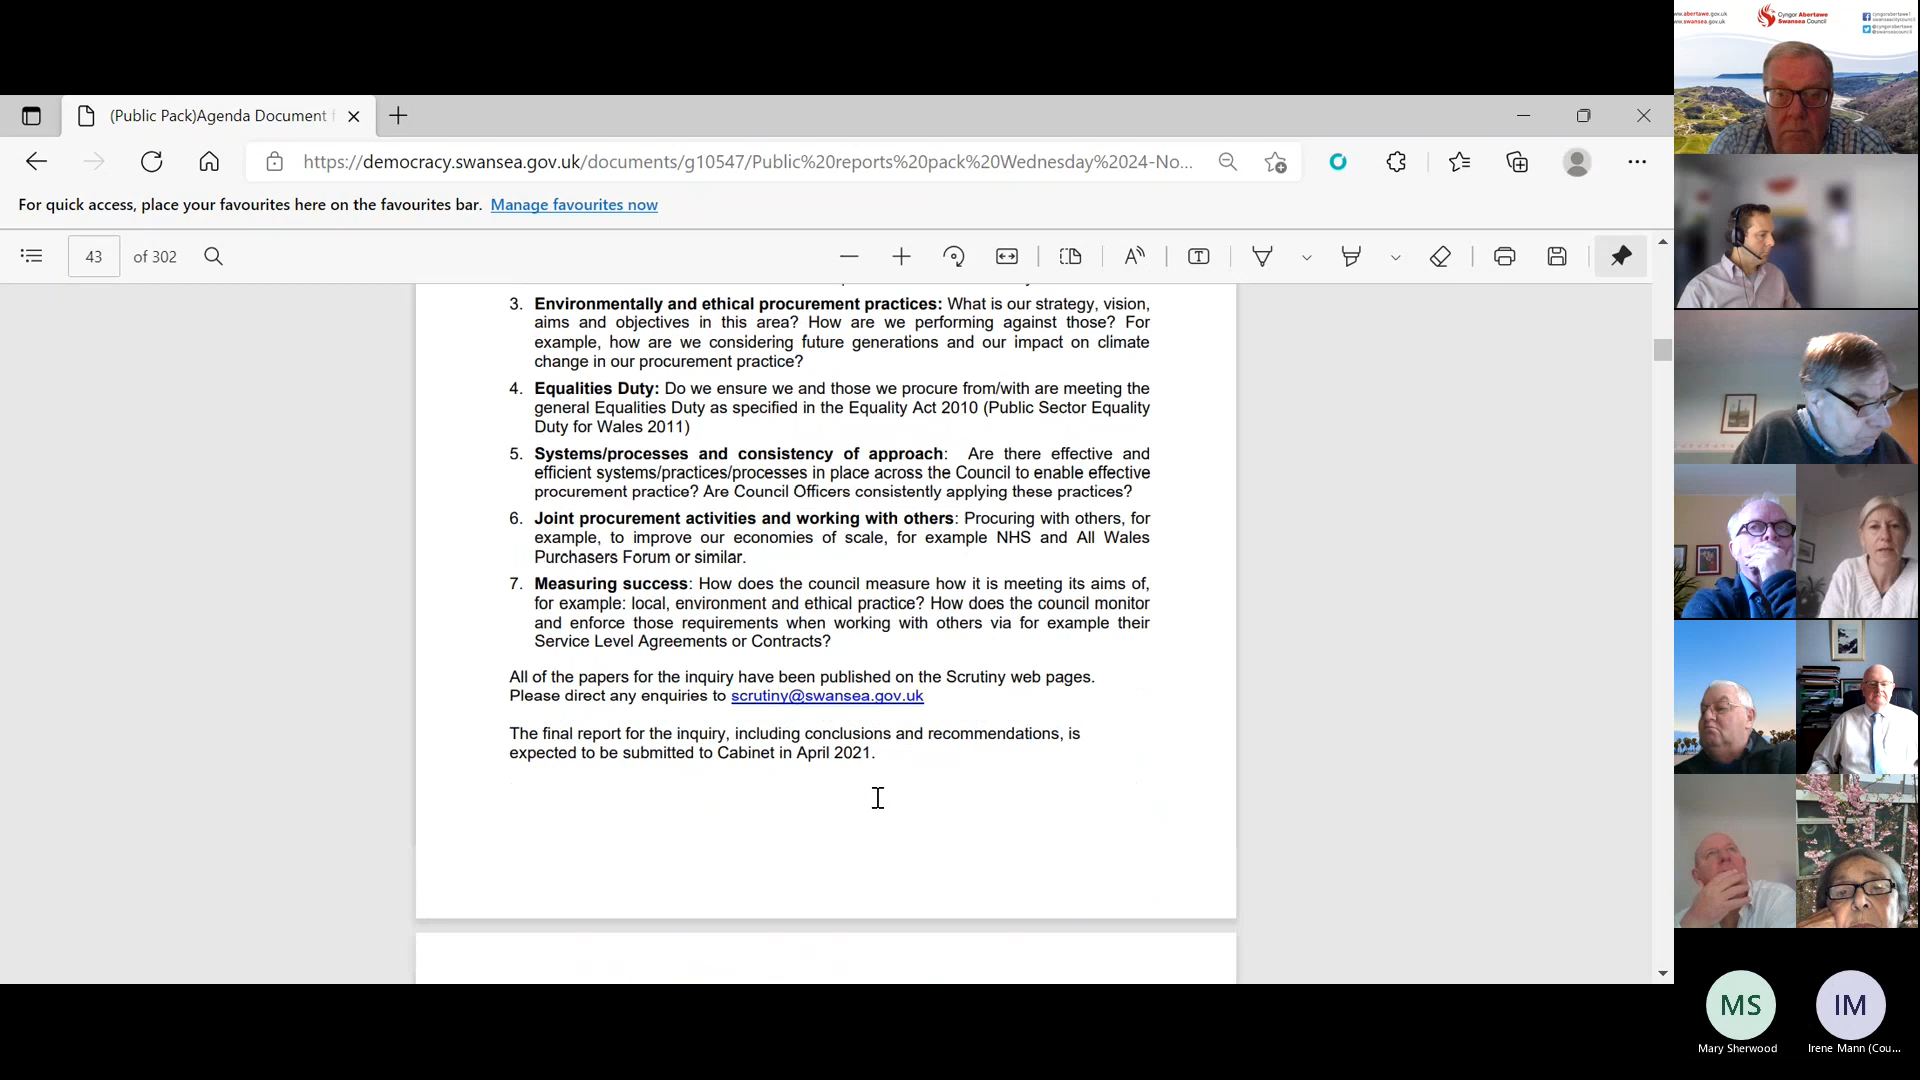 www.abertawe.gov.uk
www.swansea.gov.uk
Cyngor Abertawe
Swansea Council
(Public Pack)Agenda Document
https://democracy.swansea.gov.uk/documents/g10547/Public%20reports%20pack%20Wednesday%2024-No...
For quick access, place your favourites here on the favourites bar. Manage favourites now
43 of 302
3. Environmentally and ethical procurement practices: What is our strategy, vision,
aims and objectives in this area? How are we performing against those? For
example, how are we considering future generations and our impact on climate
change in our procurement practice?
4. Equalities Duty: Do we ensure we and those we procure from/with are meeting the
general Equalities Duty as specified in the Equality Act 2010 (Public Sector Equality
Duty for Wales 2011)
5. Systems/processes and consistency of approach: Are there effective and
efficient systems/practices/processes in place across the Council to enable effective
procurement practice? Are Council Officers consistently applying these practices?
6. Joint procurement activities and working with others: Procuring with others, for
example, to improve our economies of scale, for example NHS and All Wales
Purchasers Forum or similar.
7. Measuring success: How does the council measure how it is meeting its aims of,
for example: local, environment and ethical practice? How does the council monitor
and enforce those requirements when working with others via for example their
Service Level Agreements or Contracts?
All of the papers for the inquiry have been published on the Scrutiny web pages.
Please direct any enquiries to scrutiny@swansea.gov.uk
The final report for the inquiry, including conclusions and recommendations, is
expected to be submitted to Cabinet in April 2021.
MS
Mary Sherwood
IM
Irene Mann (Cou...